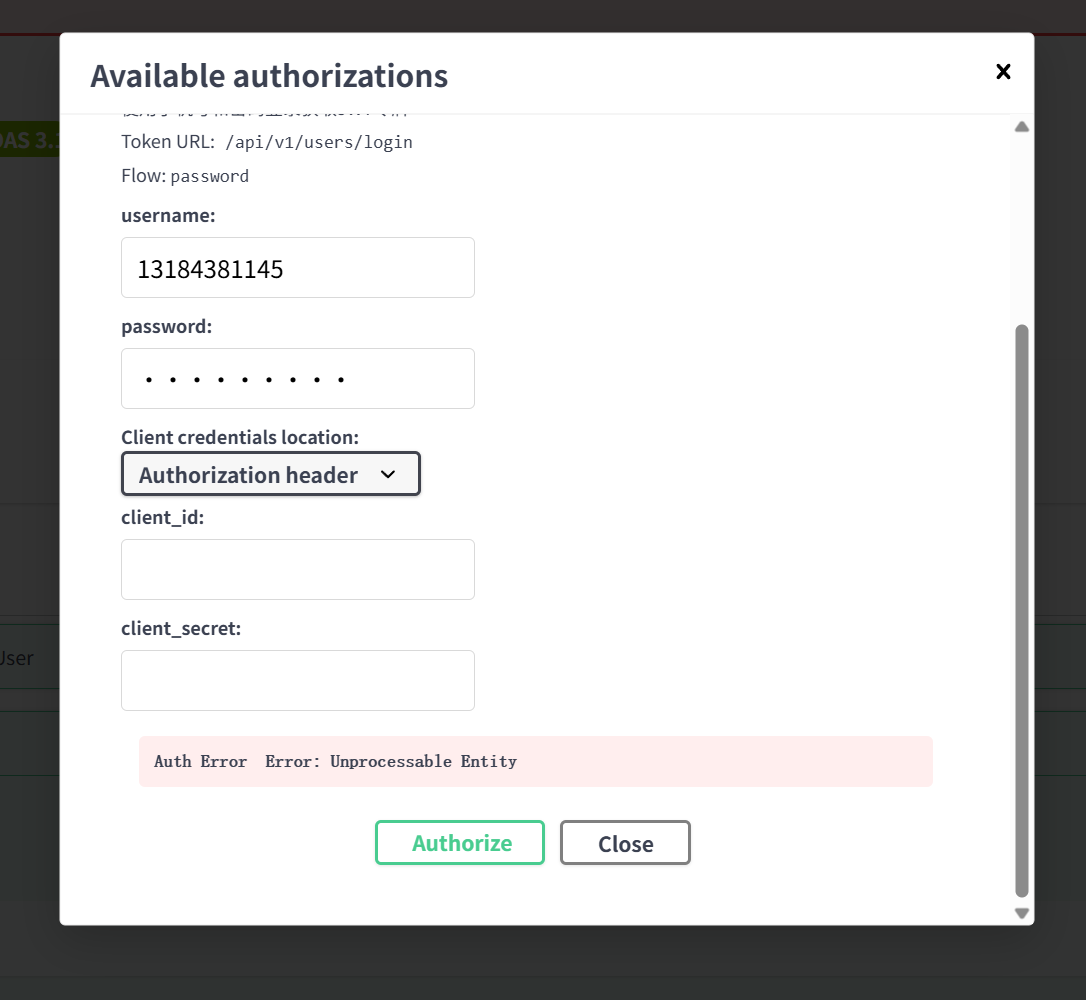 Available authorizations
Token URL: /api/v1/users/login
Flow: password
username:
13184381145
password:
Client credentials location:
Authorization header
client_id:
client_secret:
Auth Error Error: Unprocessable Entity
Authorize
Close
OAS 3.1
User